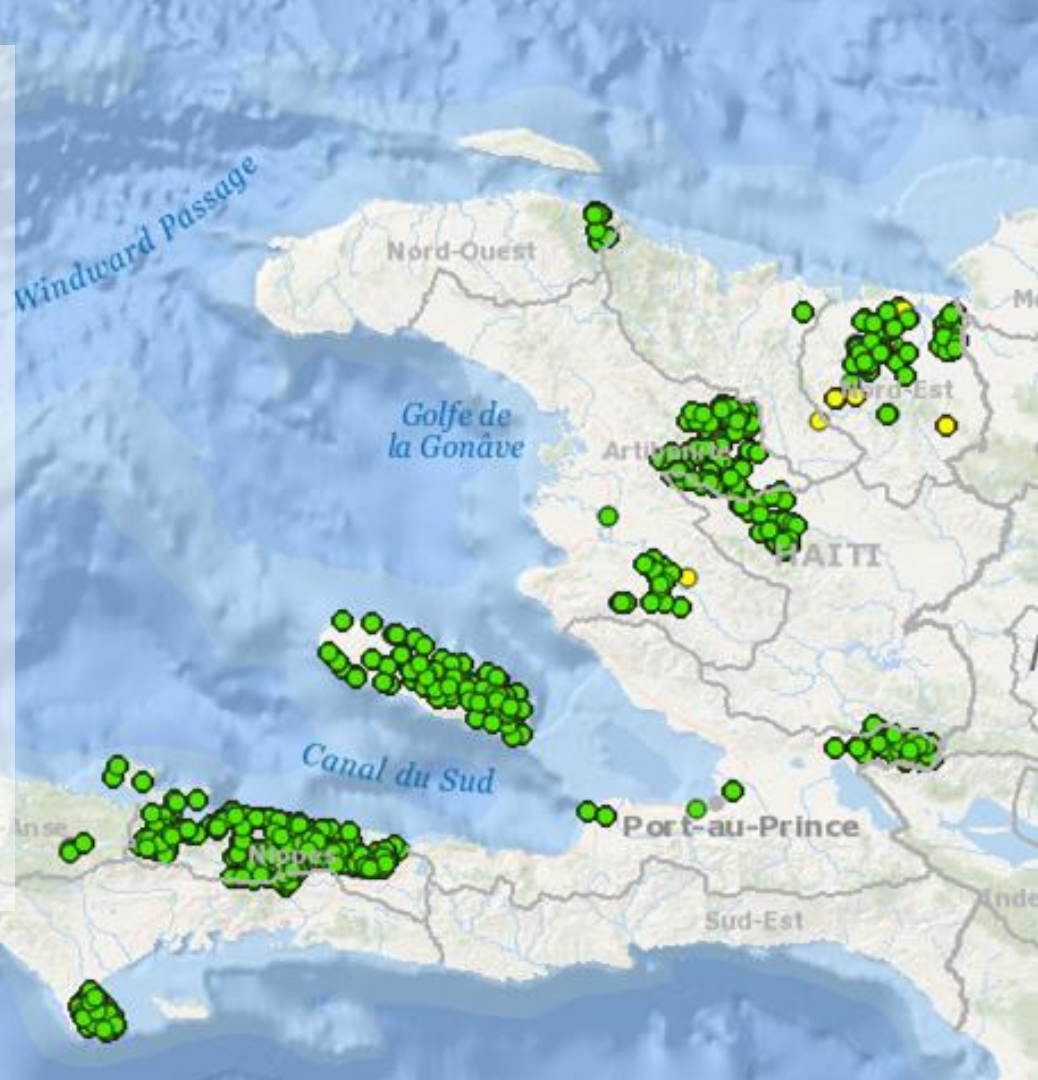 Windward Passage
Nord-Ouest
Golfe de
la Gonâve
Nord-Est
Artibonite
HAITI
Canal du Sud
Port-au-Prince
Nippes
Sud-Est